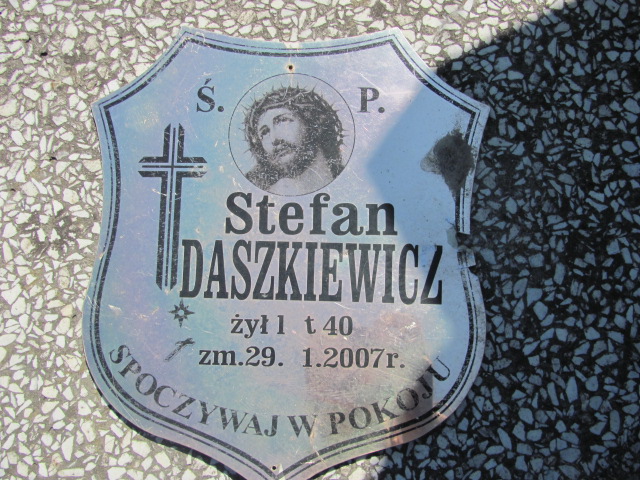 Ś. P.
Stefan
DASZKIEWICZ
żył l t 40
zm. 29. 1.2007r.
SPOCZYWAJ W POKOJU